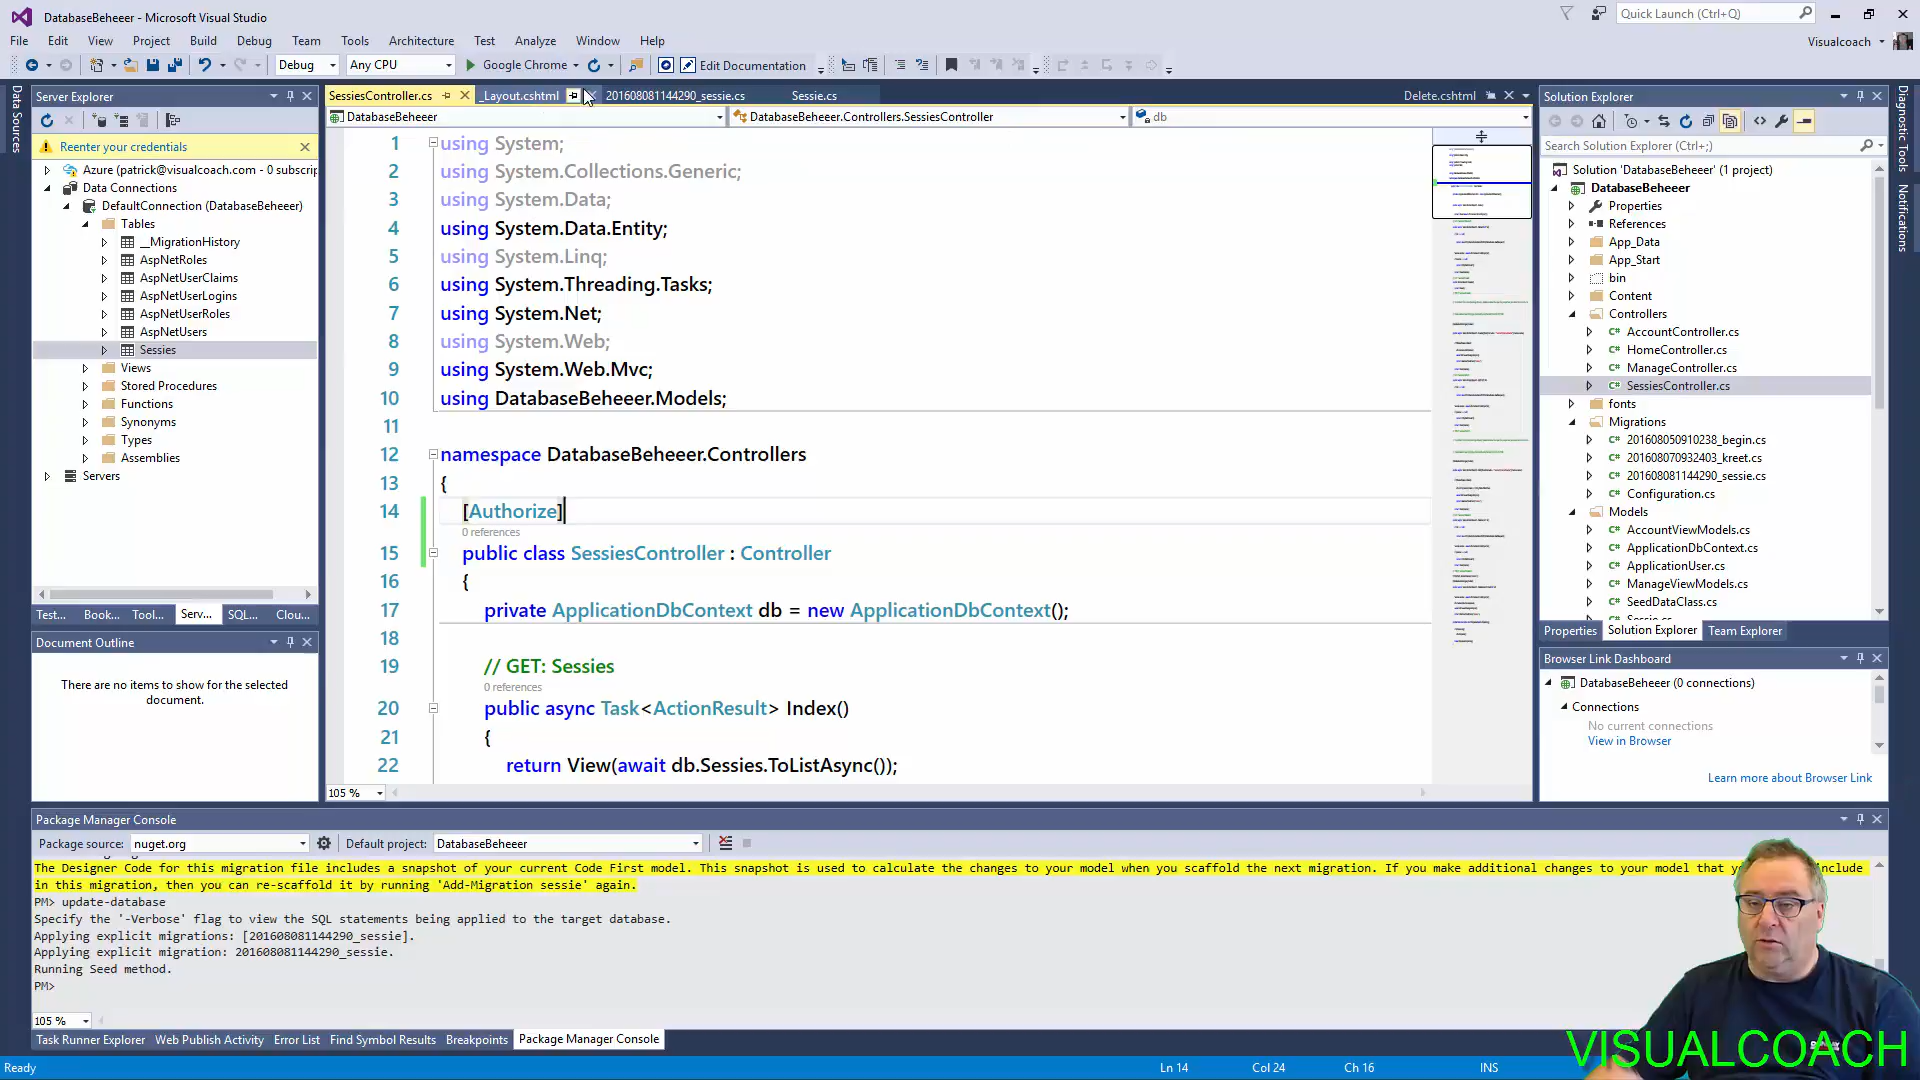 DatabaseBeheeer - Microsoft Visual Studio
Quick Launch (Ctrl+Q)
File Edit View Project Build Debug Team Tools Architecture Test Analyze Window Help
Visualcoach
Debug Any CPU Google Chrome Edit Documentation
Data Sources
Server Explorer
Reenter your credentials
Azure (patrick@visualcoach.com - 0 subscrip
Data Connections
DefaultConnection (DatabaseBeheeer)
Tables
__MigrationHistory
AspNetRoles
AspNetUserClaims
AspNetUserLogins
AspNetUserRoles
AspNetUsers
Sessies
Views
Stored Procedures
Functions
Synonyms
Types
Assemblies
Servers
Test... Book... Tool... Serv... SQL... Clou...
Document Outline
There are no items to show for the selected
document.
SessiesController.cs _Layout.cshtml 201608081144290_sessie.cs Sessie.cs Delete.cshtml
DatabaseBeheeer DatabaseBeheeer.Controllers.SessiesController db
1 using System;
2 using System.Collections.Generic;
3 using System.Data;
4 using System.Data.Entity;
5 using System.Linq;
6 using System.Threading.Tasks;
7 using System.Net;
8 using System.Web;
9 using System.Web.Mvc;
10 using DatabaseBeheeer.Models;
11
12 namespace DatabaseBeheeer.Controllers
13 {
14 [Authorize]
0 references
15 public class SessiesController : Controller
16 {
17 private ApplicationDbContext db = new ApplicationDbContext();
18
19 // GET: Sessies
0 references
20 public async Task<ActionResult> Index()
21 {
22 return View(await db.Sessies.ToListAsync());
105 %
Solution Explorer
Search Solution Explorer (Ctrl+;)
Solution 'DatabaseBeheeer' (1 project)
DatabaseBeheeer
Properties
References
App_Data
App_Start
bin
Content
Controllers
AccountController.cs
HomeController.cs
ManageController.cs
SessiesController.cs
fonts
Migrations
201608050910238_begin.cs
201608070932403_kreet.cs
201608081144290_sessie.cs
Configuration.cs
Models
AccountViewModels.cs
ApplicationDbContext.cs
ApplicationUser.cs
ManageViewModels.cs
SeedDataClass.cs
Sessie.cs
Properties Solution Explorer Team Explorer
Diagnostic Tools
Notifications
Browser Link Dashboard
DatabaseBeheeer (0 connections)
Connections
No current connections
View in Browser
Learn more about Browser Link
Package Manager Console
Package source: nuget.org Default project: DatabaseBeheeer
The Designer Code for this migration file includes a snapshot of your current Code First model. This snapshot is used to calculate the changes to your model when you scaffold the next migration. If you make additional changes to your model that y include
in this migration, then you can re-scaffold it by running 'Add-Migration sessie' again.
PM> update-database
Specify the '-Verbose' flag to view the SQL statements being applied to the target database.
Applying explicit migrations: [201608081144290_sessie].
Applying explicit migration: 201608081144290_sessie.
Running Seed method.
PM>
105 %
Task Runner Explorer Web Publish Activity Error List Find Symbol Results Breakpoints Package Manager Console
VISUALCOACH
Ready Ln 14 Col 24 Ch 16 INS